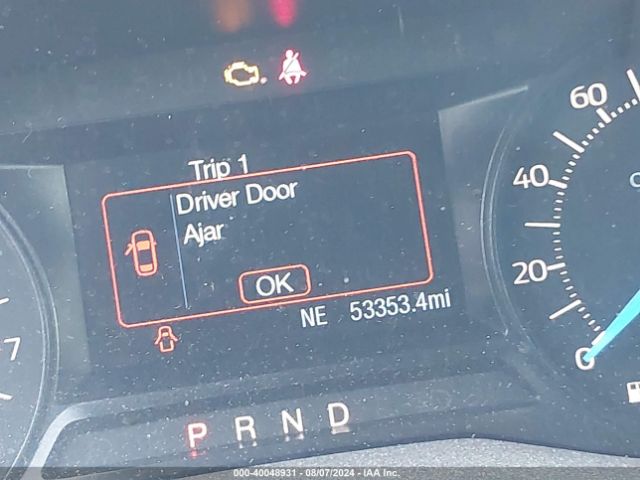 Trip 1
Driver Door
Ajar
OK
NE 53353.4mi
P R N D
60
40
20
0
7
000-40048931 - 08/07/2024 - IAA Inc.